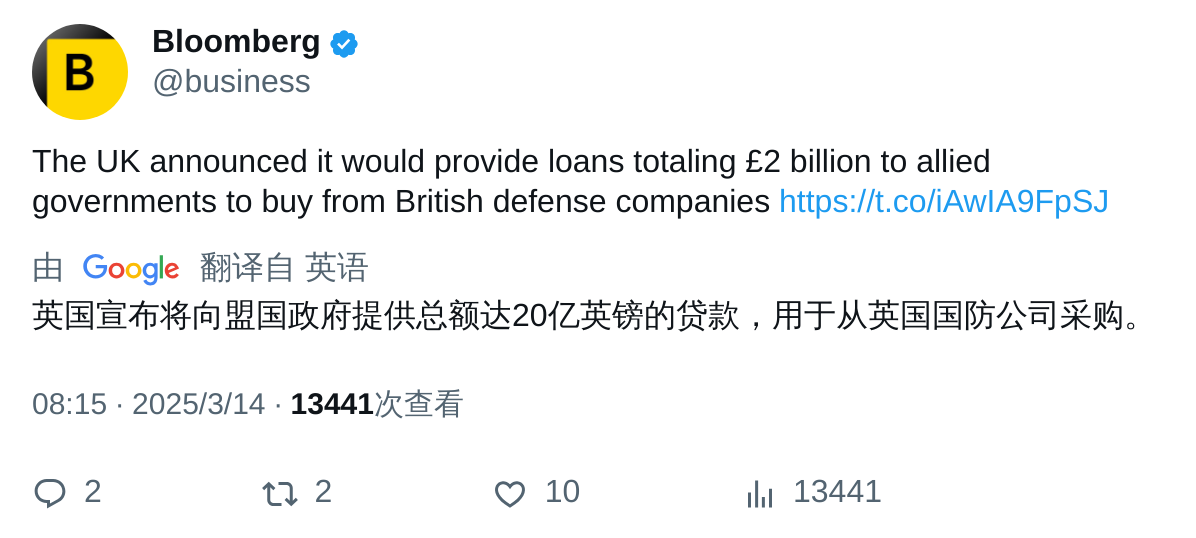 B
Bloomberg
@business
The UK announced it would provide loans totaling £2 billion to allied
governments to buy from British defense companies https://t.co/iAwIA9FpSJ
由 Google 翻译自 英语
英国宣布将向盟国政府提供总额达20亿英镑的贷款，用于从英国国防公司采购。
08:15 · 2025/3/14 · 13441次查看
2 2 10 13441